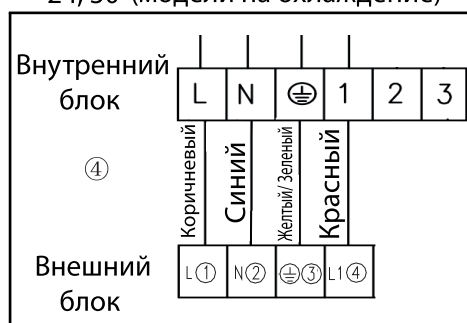 24/30 (модели на охлаждение)
Внутренний
блок
L N ⏚ 1 2 3
④
Коричневый
Синий
Желтый/ Зеленый
Красный
Внешний
блок
L① N② ⏚③ L1④